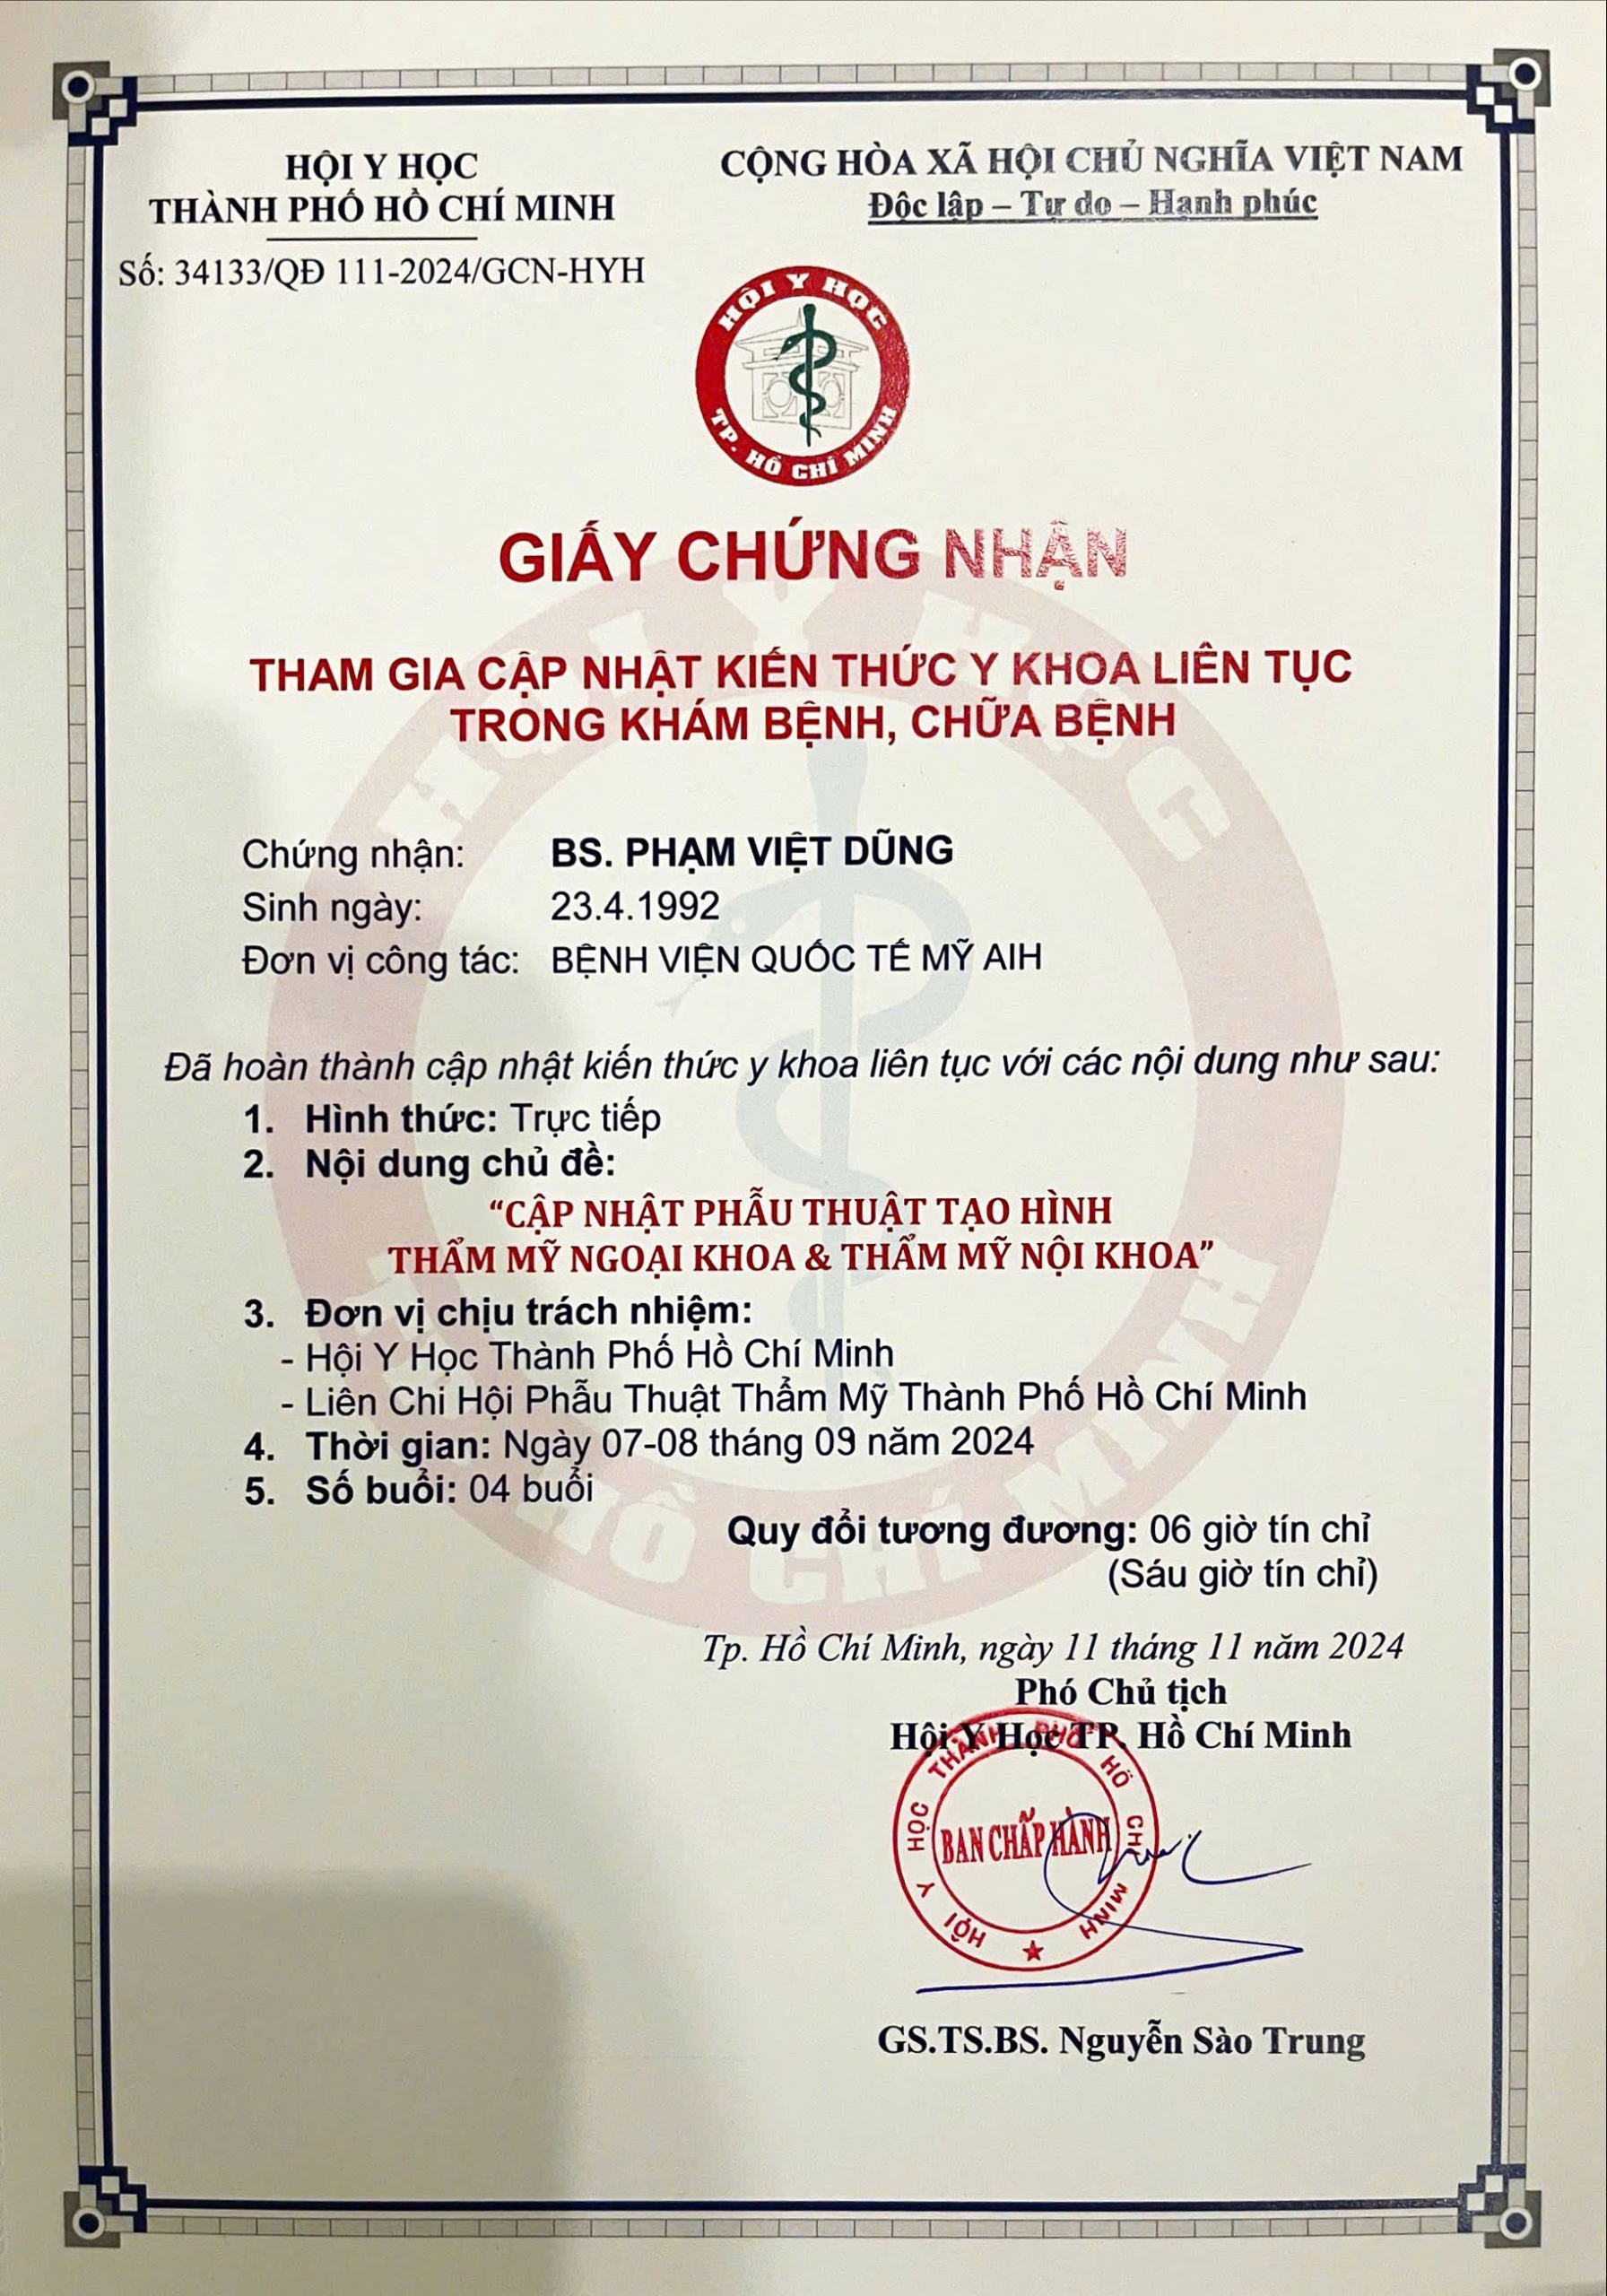 HỘI Y HỌC
THÀNH PHỐ HỒ CHÍ MINH
Số: 34133/QĐ 111-2024/GCN-HYH
CỘNG HÒA XÃ HỘI CHỦ NGHĨA VIỆT NAM
Độc lập – Tự do – Hạnh phúc
HỘI Y HỌC
TP. HỒ CHÍ MINH
GIẤY CHỨNG NHẬN
THAM GIA CẬP NHẬT KIẾN THỨC Y KHOA LIÊN TỤC
TRONG KHÁM BỆNH, CHỮA BỆNH
Chứng nhận: BS. PHẠM VIỆT DŨNG
Sinh ngày: 23.4.1992
Đơn vị công tác: BỆNH VIỆN QUỐC TẾ MỸ AIH
Đã hoàn thành cập nhật kiến thức y khoa liên tục với các nội dung như sau:
1. Hình thức: Trực tiếp
2. Nội dung chủ đề:
“CẬP NHẬT PHẪU THUẬT TẠO HÌNH
THẨM MỸ NGOẠI KHOA & THẨM MỸ NỘI KHOA”
3. Đơn vị chịu trách nhiệm:
- Hội Y Học Thành Phố Hồ Chí Minh
- Liên Chi Hội Phẫu Thuật Thẩm Mỹ Thành Phố Hồ Chí Minh
4. Thời gian: Ngày 07-08 tháng 09 năm 2024
5. Số buổi: 04 buổi
Quy đổi tương đương: 06 giờ tín chỉ
(Sáu giờ tín chỉ)
Tp. Hồ Chí Minh, ngày 11 tháng 11 năm 2024
Phó Chủ tịch
Hội Y Học TP. Hồ Chí Minh
HỘI Y HỌC THÀNH PHỐ HỒ CHÍ MINH
BAN CHẤP HÀNH
GS.TS.BS. Nguyễn Sào Trung